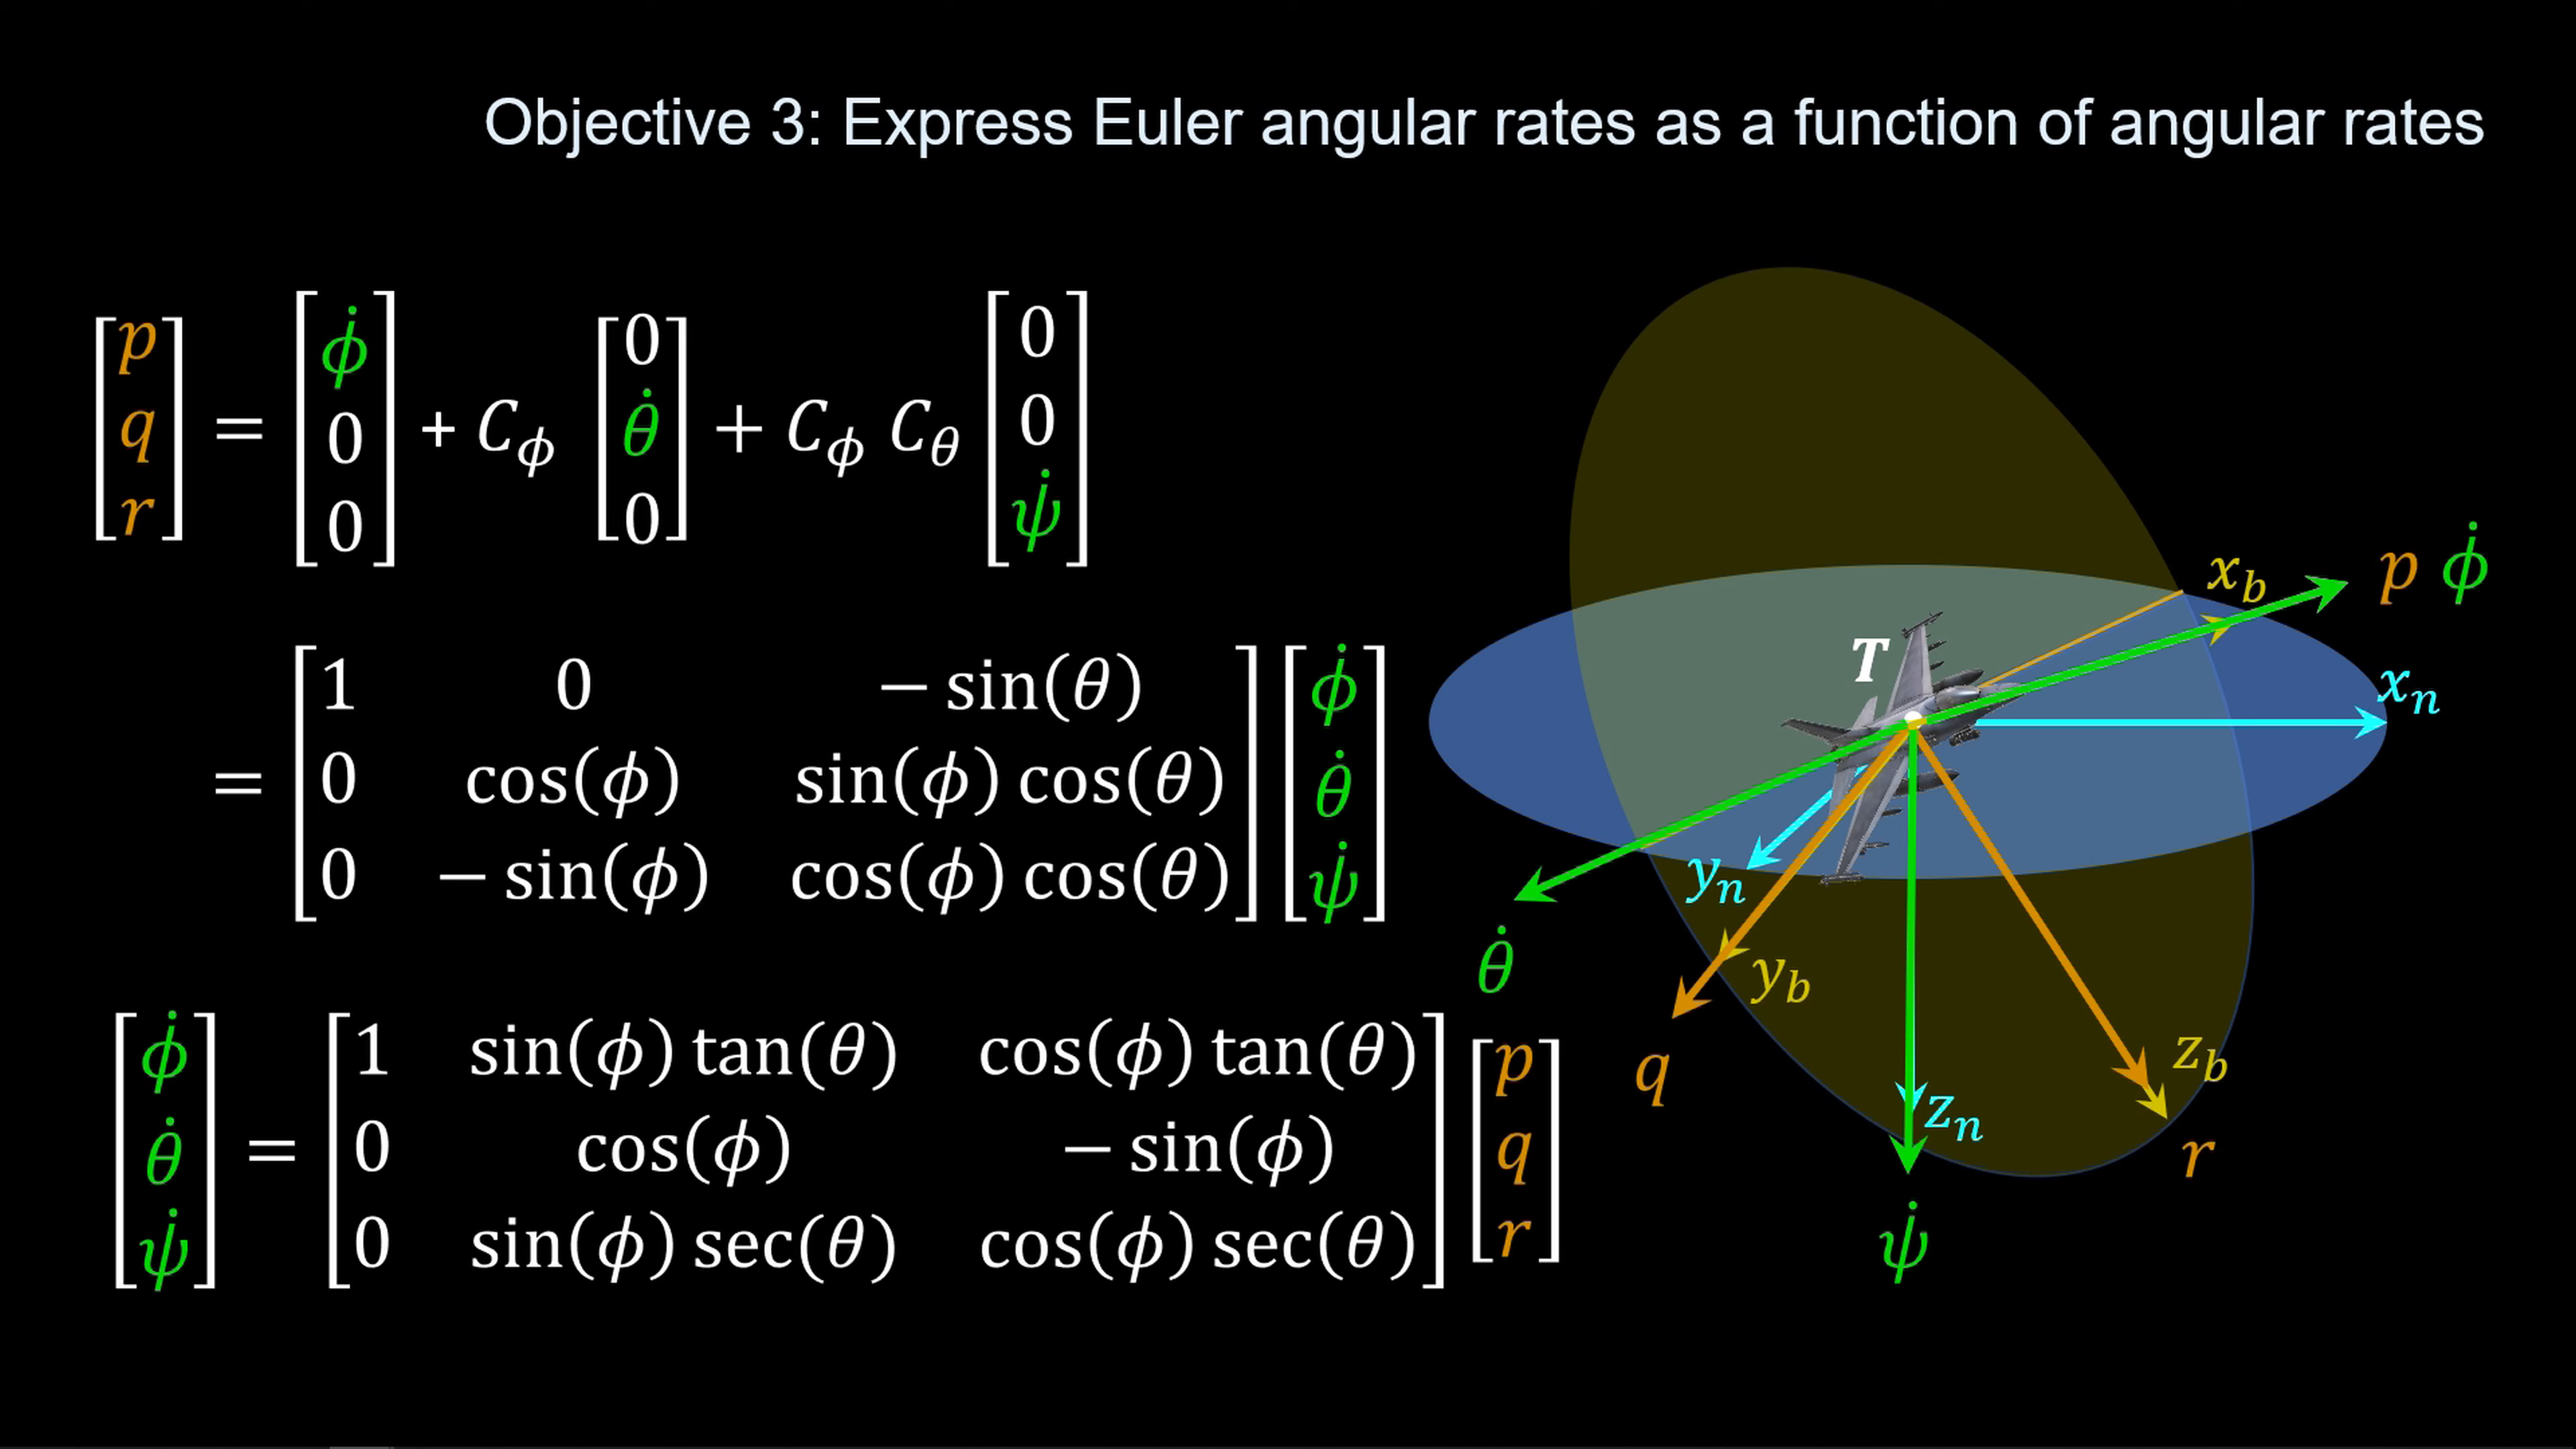 Objective 3: Express Euler angular rates as a function of angular rates
[p q r] = [ϕ̇ 0 0] + C_ϕ [0 θ̇ 0] + C_ϕ C_θ [0 0 ψ̇]
= [1 0 −sin(θ)
0 cos(ϕ) sin(ϕ) cos(θ)
0 −sin(ϕ) cos(ϕ) cos(θ)] [ϕ̇ θ̇ ψ̇]
[ϕ̇ θ̇ ψ̇] = [1 sin(ϕ) tan(θ) cos(ϕ) tan(θ)
0 cos(ϕ) −sin(ϕ)
0 sin(ϕ) sec(θ) cos(ϕ) sec(θ)] [p q r]
x_b p ϕ̇
T
x_n
y_n
θ̇
y_b
q
z_b
z_n
r
ψ̇